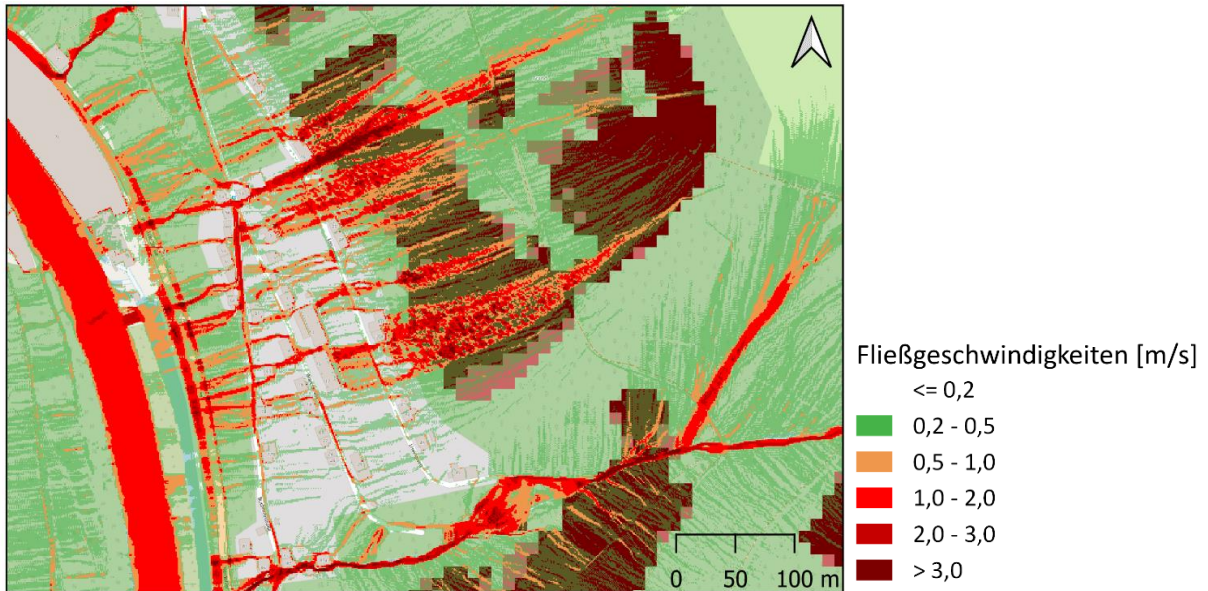 Fließgeschwindigkeiten [m/s]
<= 0,2
0,2 - 0,5
0,5 - 1,0
1,0 - 2,0
2,0 - 3,0
> 3,0
0 50 100 m